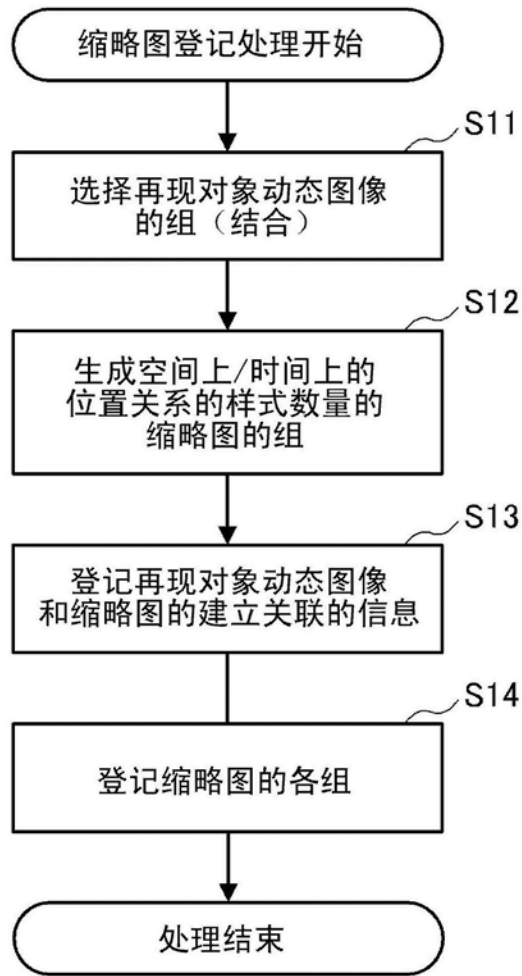 缩略图登记处理开始
S11
选择再现对象动态图像
的组（结合）
S12
生成空间上/时间上的
位置关系的样式数量的
缩略图的组
S13
登记再现对象动态图像
和缩略图的建立关联的信息
S14
登记缩略图的各组
处理结束